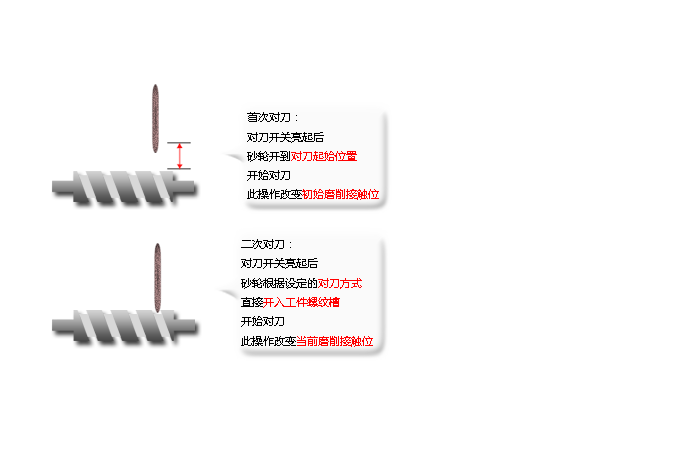 首次对刀：
对刀开关亮起后
砂轮开到对刀起始位置
开始对刀
此操作改变初始磨削接触位
二次对刀：
对刀开关亮起后
砂轮根据设定的对刀方式
直接开入工件螺纹槽
开始对刀
此操作改变当前磨削接触位